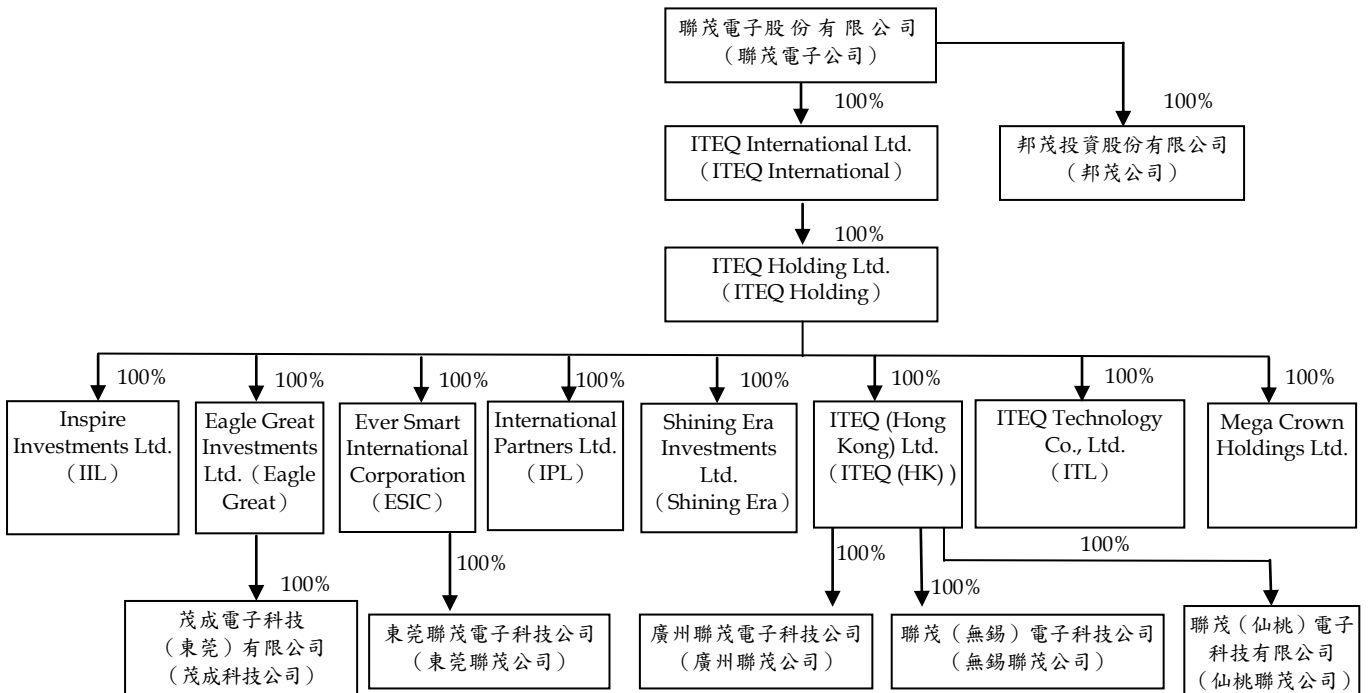 聯茂電子股份有限公司
（聯茂電子公司）
100%
100%
ITEQ International Ltd.
（ITEQ International）
邦茂投資股份有限公司
（邦茂公司）
100%
ITEQ Holding Ltd.
（ITEQ Holding）
100%
100%
100%
100%
100%
100%
100%
100%
Inspire
Investments Ltd.
（IIL）
Eagle Great
Investments
Ltd.（Eagle
Great）
Ever Smart
International
Corporation
（ESIC）
International
Partners Ltd.
（IPL）
Shining Era
Investments
Ltd.
（Shining Era）
ITEQ (Hong
Kong) Ltd.
（ITEQ (HK)）
ITEQ Technology
Co., Ltd.
（ITL）
Mega Crown
Holdings Ltd.
100%
100%
100%
100%
100%
茂成電子科技
（東莞）有限公司
（茂成科技公司）
東莞聯茂電子科技公司
（東莞聯茂公司）
廣州聯茂電子科技公司
（廣州聯茂公司）
聯茂（無錫）電子科技公司
（無錫聯茂公司）
聯茂（仙桃）電子
科技有限公司
（仙桃聯茂公司）